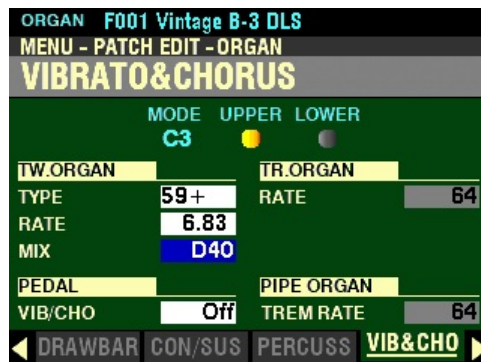 ORGAN F001 Vintage B-3 DLS
MENU - PATCH EDIT - ORGAN
VIBRATO&CHORUS
MODE UPPER LOWER
C3
TW.ORGAN TR.ORGAN
TYPE 59+ RATE 64
RATE 6.83
MIX D40
PEDAL PIPE ORGAN
VIB/CHO Off TREM RATE 64
DRAWBAR CON/SUS PERCUSS VIB&CHO